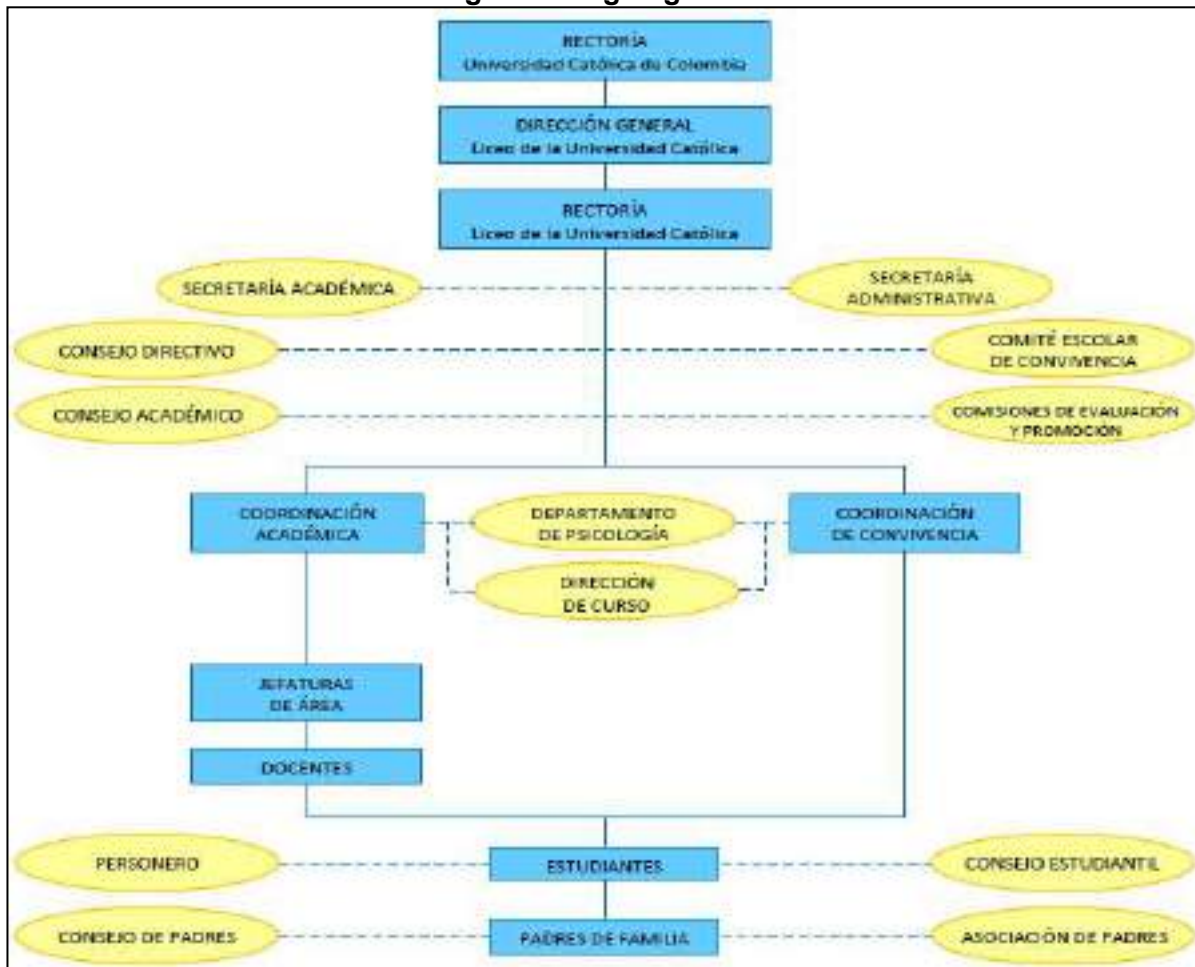 RECTORÍA
Universidad Católica de Colombia
DIRECCIÓN GENERAL
Liceo de la Universidad Católica
RECTORÍA
Liceo de la Universidad Católica
SECRETARÍA ACADÉMICA
SECRETARÍA
ADMINISTRATIVA
CONSEJO DIRECTIVO
COMITÉ ESCOLAR
DE CONVIVENCIA
CONSEJO ACADÉMICO
COMISIONES DE EVALUACIÓN
Y PROMOCIÓN
COORDINACIÓN
ACADÉMICA
DEPARTAMENTO
DE PSICOLOGÍA
COORDINACIÓN
DE CONVIVENCIA
DIRECCIÓN
DE CURSO
JEFATURAS
DE ÁREA
DOCENTES
PERSONERO
ESTUDIANTES
CONSEJO ESTUDIANTIL
CONSEJO DE PADRES
PADRES DE FAMILIA
ASOCIACIÓN DE PADRES